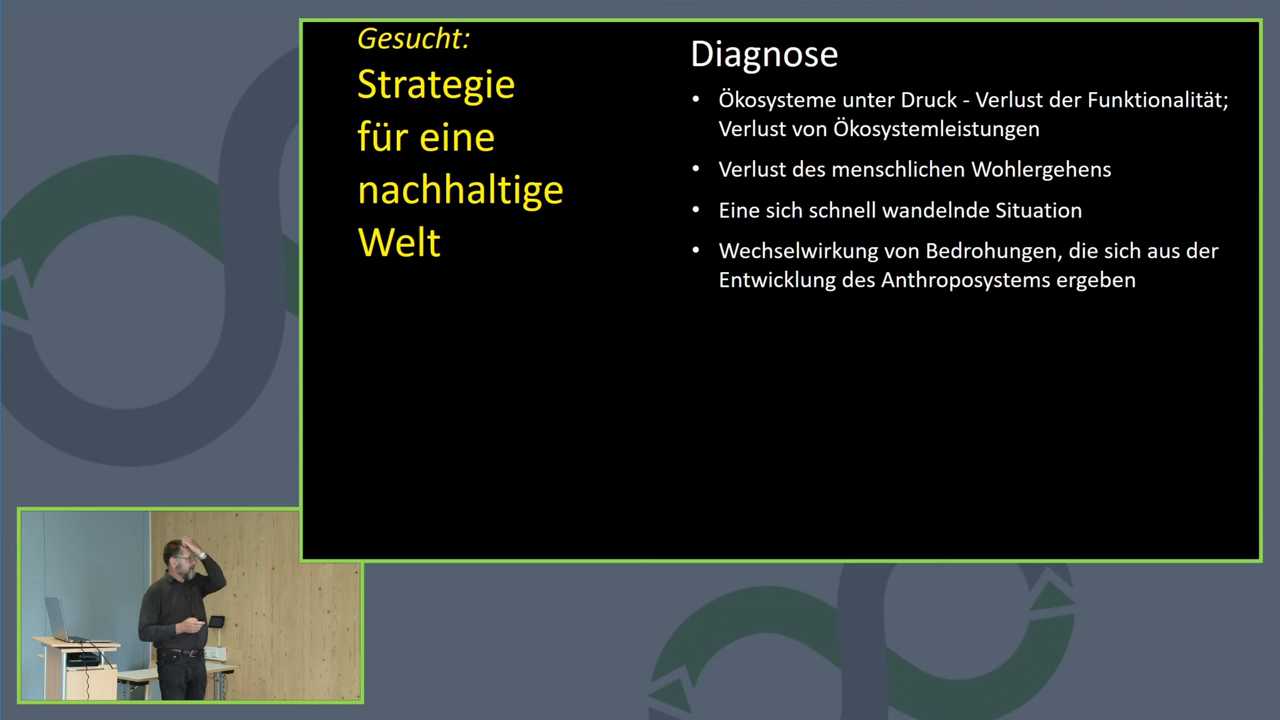 Gesucht:
Strategie
für eine
nachhaltige
Welt
Diagnose
• Ökosysteme unter Druck - Verlust der Funktionalität;
Verlust von Ökosystemleistungen
• Verlust des menschlichen Wohlergehens
• Eine sich schnell wandelnde Situation
• Wechselwirkung von Bedrohungen, die sich aus der
Entwicklung des Anthroposystems ergeben